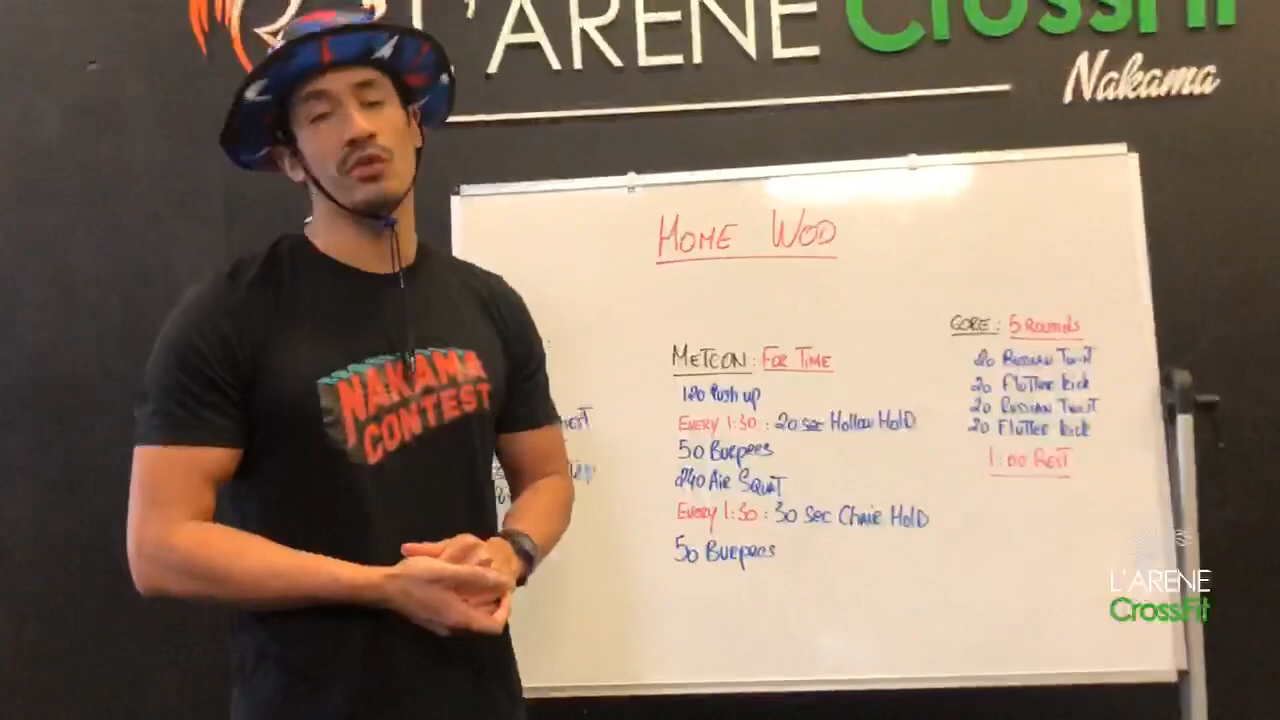 L'ARENE CrossFit
Nakama
NAKAMA
CONTEST
HOME WOD
METCON : FOR TIME
120 Push up
EVERY 1:30 : 20 sec Hollow HOLD
50 Burpees
240 Air SQUAT
EVERY 1:30 : 30 Sec Chair HOLD
50 Burpees
CORE : 5 Rounds
20 RUSSIAN TWIST
20 Flutter kick
20 RUSSIAN TWIST
20 Flutter kick
1:00 REST
L'ARENE
CrossFit